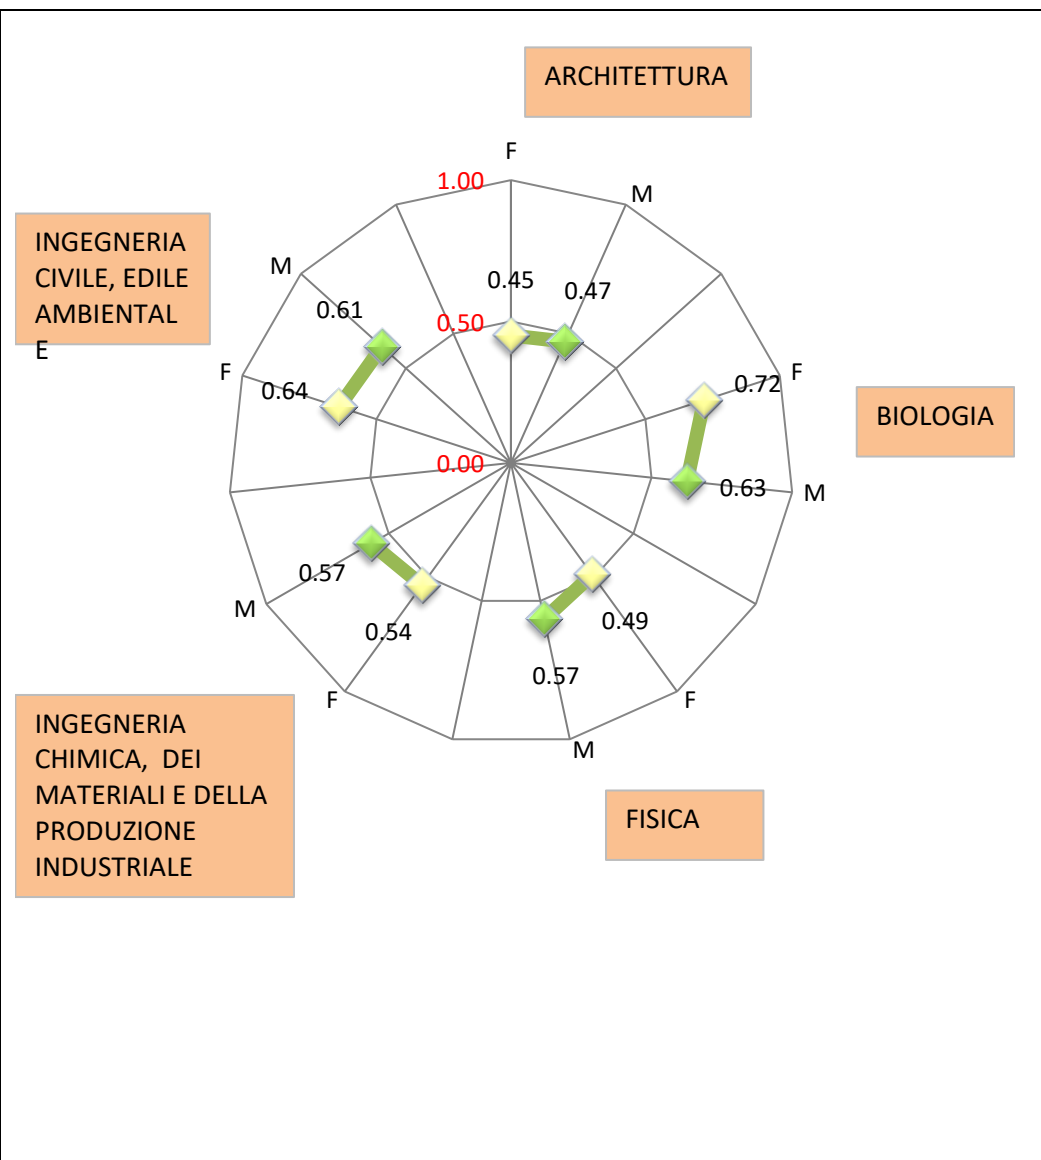 ARCHITETTURA
F
1.00
M
INGEGNERIA
CIVILE, EDILE
AMBIENTAL
E
M
0.45
0.47
0.61
0.50
F
0.64
0.72
F
BIOLOGIA
0.00
0.63
M
0.57
M
0.54
0.49
0.57
F
F
M
INGEGNERIA
CHIMICA,  DEI
MATERIALI E DELLA
PRODUZIONE
INDUSTRIALE
FISICA